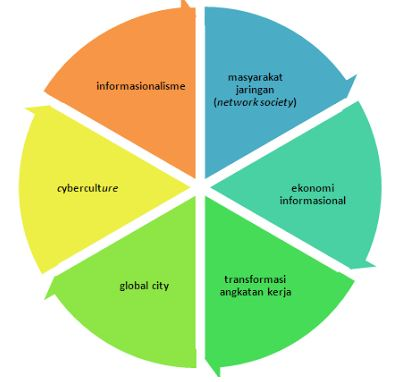 informasionalisme
masyarakat
jaringan
(network society)
ekonomi
informasional
transformasi
angkatan kerja
global city
cyberculture